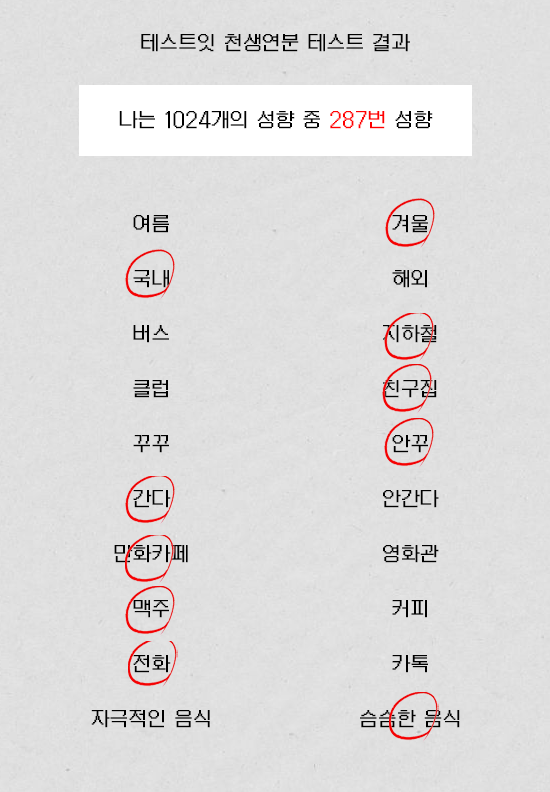 테스트잇 천생연분 테스트 결과
나는 1024개의 성향 중 287번 성향
여름 겨울
국내 해외
버스 지하철
클럽 친구집
꾸꾸 안꾸
간다 안간다
만화카페 영화관
맥주 커피
전화 카톡
자극적인 음식 슴슴한 음식